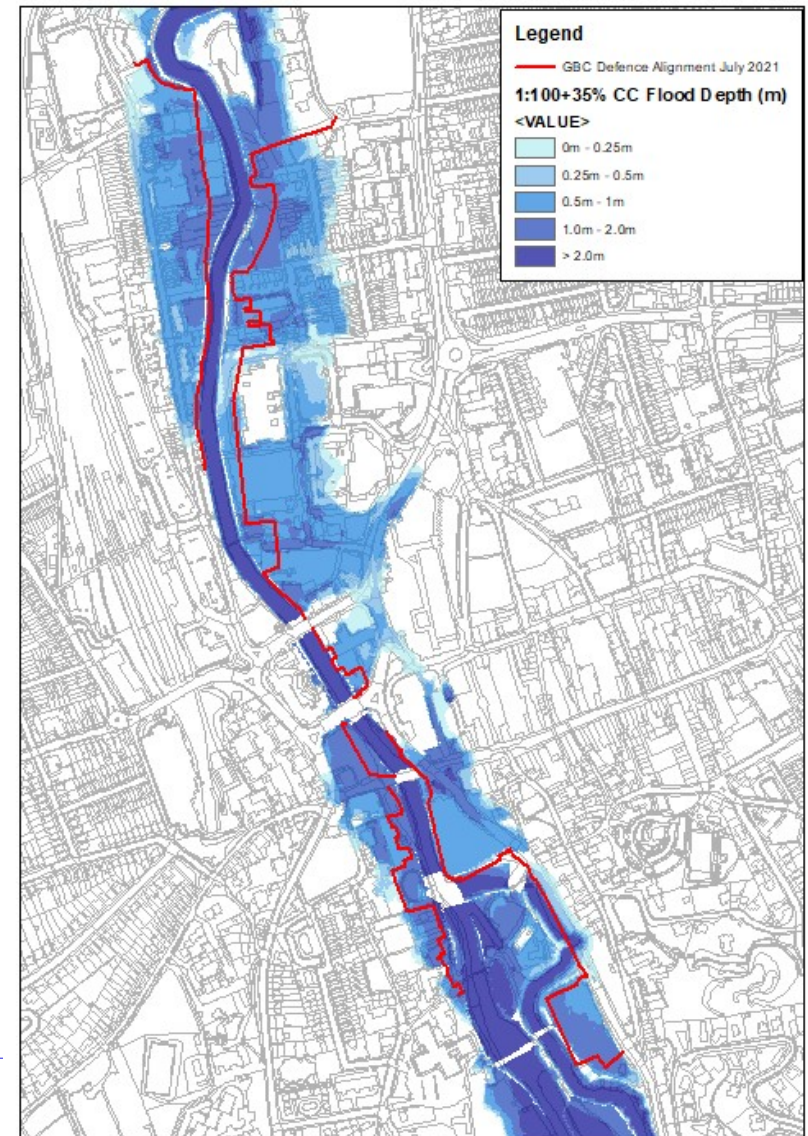 Legend
GBC Defence Alignment July 2021
1:100+35% CC Flood Depth (m)
<VALUE>
0m - 0.25m
0.25m - 0.5m
0.5m - 1m
1.0m - 2.0m
> 2.0m